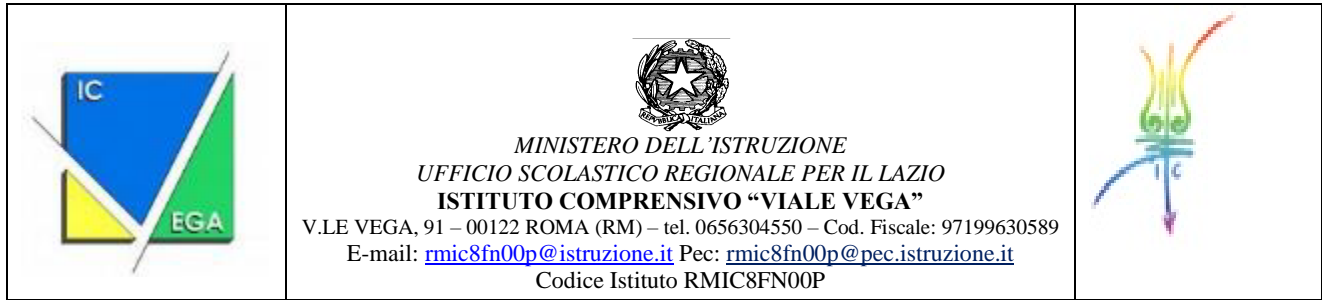 IC
EGA
REPVBBLICA ITALIANA
MINISTERO DELL'ISTRUZIONE
UFFICIO SCOLASTICO REGIONALE PER IL LAZIO
ISTITUTO COMPRENSIVO “VIALE VEGA”
V.LE VEGA, 91 – 00122 ROMA (RM) – tel. 0656304550 – Cod. Fiscale: 97199630589
E-mail: rmic8fn00p@istruzione.it Pec: rmic8fn00p@pec.istruzione.it
Codice Istituto RMIC8FN00P
I C